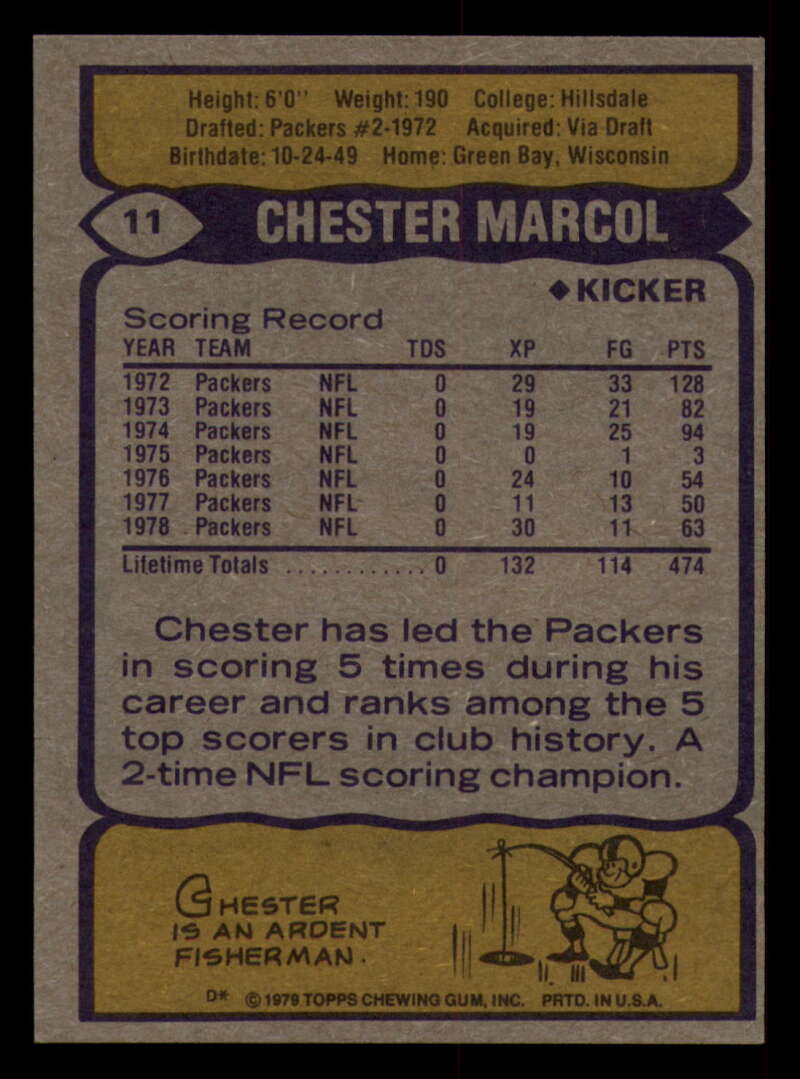 Height: 6'0" Weight: 190 College: Hillsdale
Drafted: Packers #2-1972 Acquired: Via Draft
Birthdate: 10-24-49 Home: Green Bay, Wisconsin
11 CHESTER MARCOL
◆ KICKER
Scoring Record
YEAR TEAM TDS XP FG PTS
1972 Packers NFL 0 29 33 128
1973 Packers NFL 0 19 21 82
1974 Packers NFL 0 19 25 94
1975 Packers NFL 0 0 1 3
1976 Packers NFL 0 24 10 54
1977 Packers NFL 0 11 13 50
1978 Packers NFL 0 30 11 63
Lifetime Totals ............ 0 132 114 474
Chester has led the Packers
in scoring 5 times during his
career and ranks among the 5
top scorers in club history. A
2-time NFL scoring champion.
CHESTER
IS AN ARDENT
FISHERMAN.
D* © 1979 TOPPS CHEWING GUM, INC. PRTD. IN U.S.A.